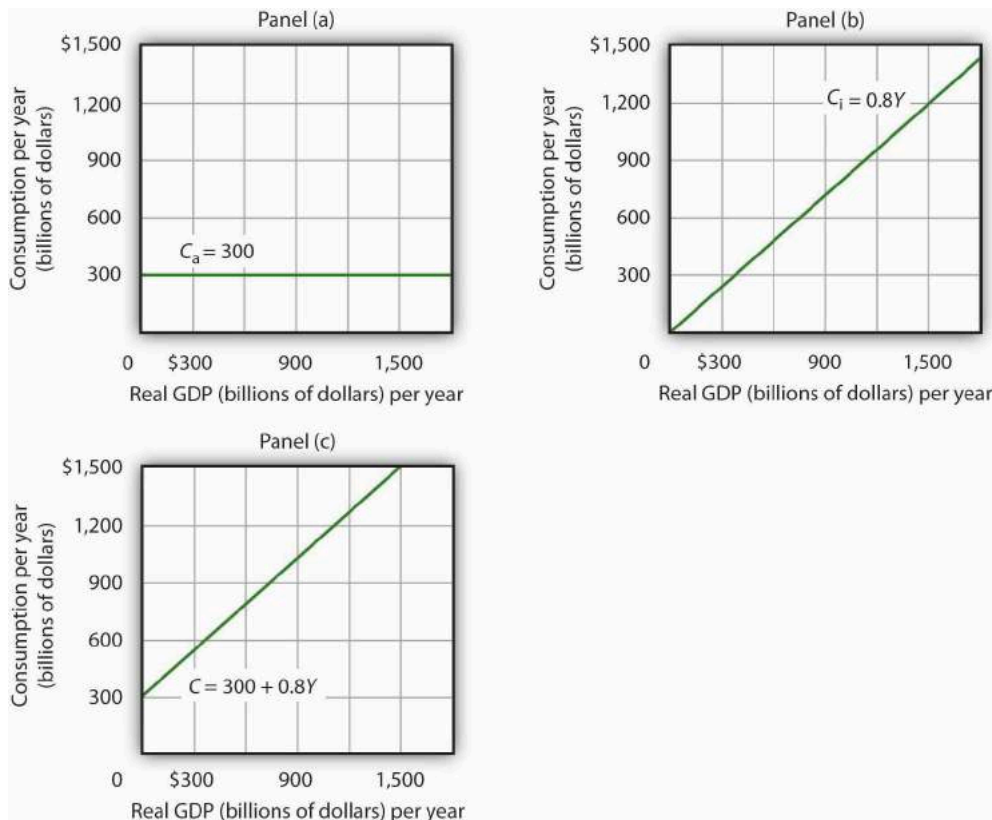 Panel (a)
$1,500
1,200
900
600
300
Consumption per year
(billions of dollars)
Ca = 300
0 $300 900 1,500
Real GDP (billions of dollars) per year
Panel (b)
$1,500
1,200
900
600
300
Consumption per year
(billions of dollars)
Ci = 0.8Y
0 $300 900 1,500
Real GDP (billions of dollars) per year
Panel (c)
$1,500
1,200
900
600
300
Consumption per year
(billions of dollars)
C = 300 + 0.8Y
0 $300 900 1,500
Real GDP (billions of dollars) per year